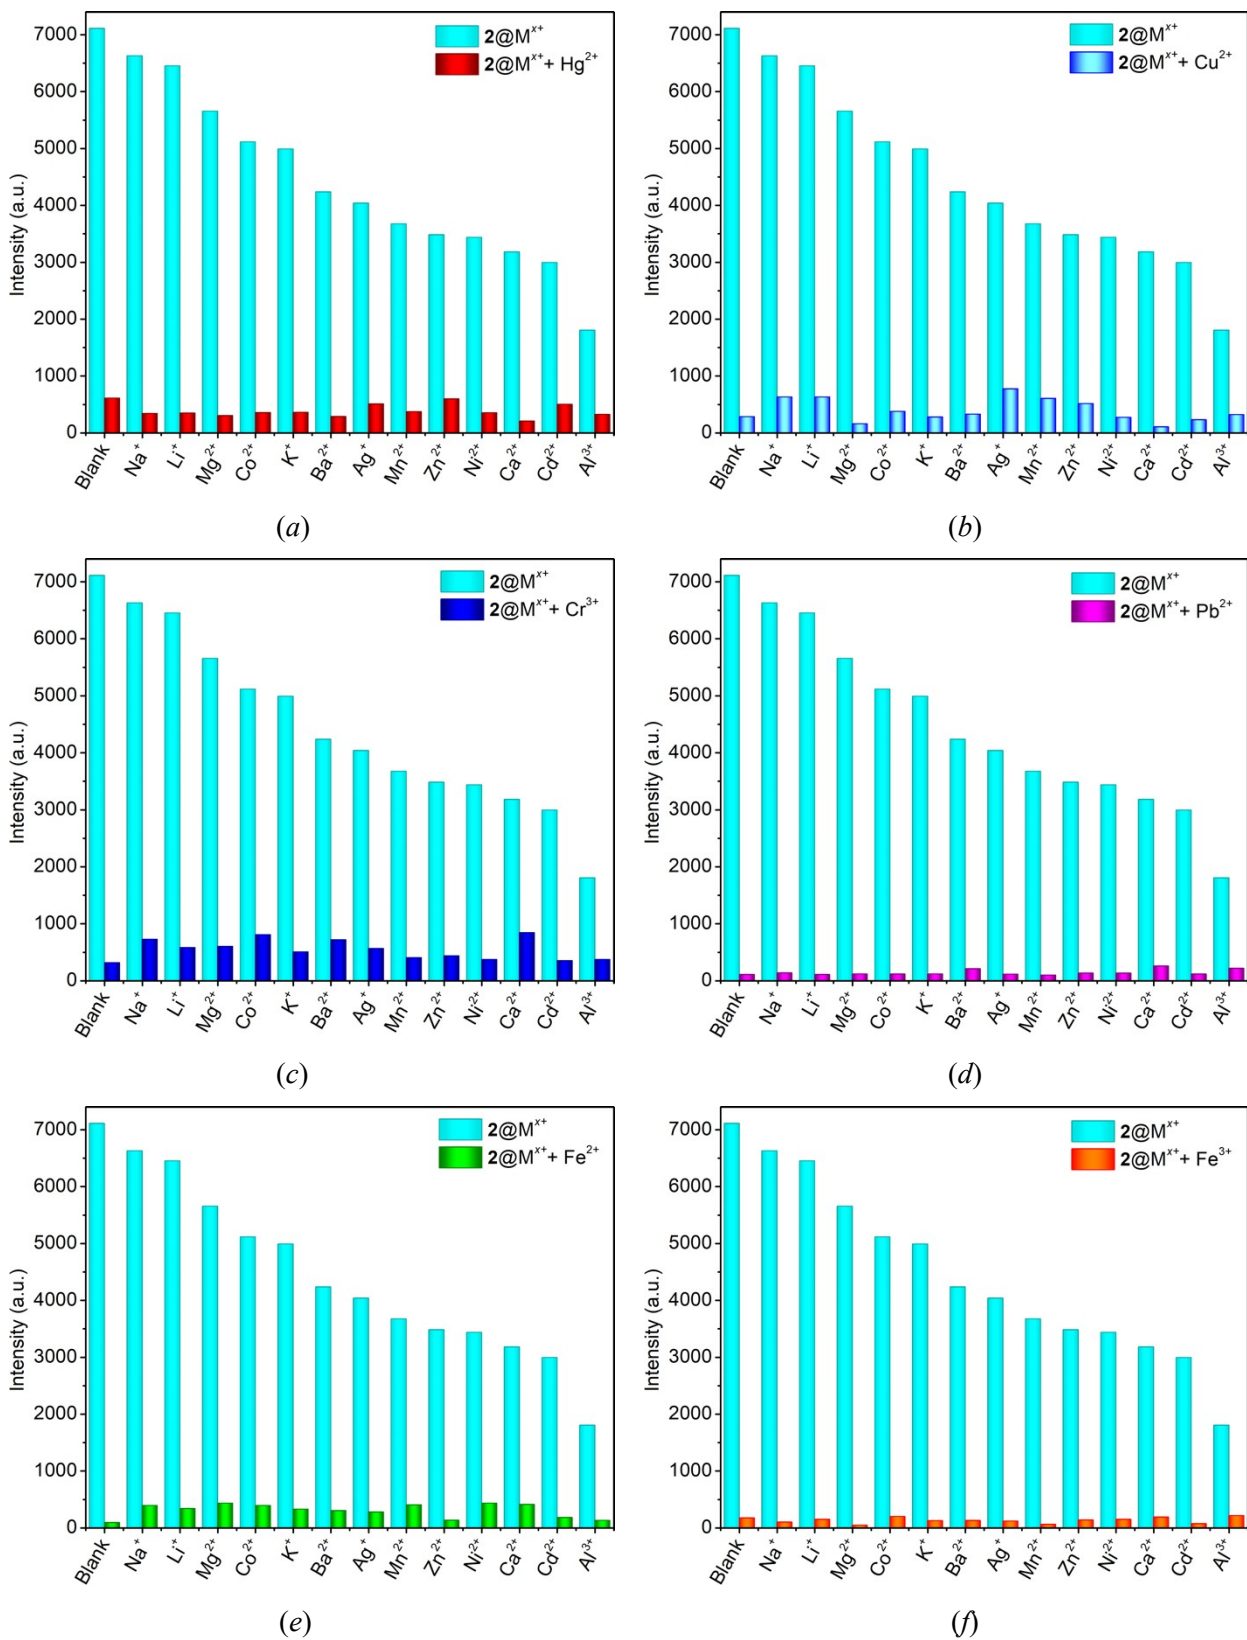 7000
6000
5000
4000
3000
2000
1000
0
Intensity (a.u.)
2@Mˣ⁺
2@Mˣ⁺+ Hg²⁺
Blank Na⁺ Li⁺ Mg²⁺ Co²⁺ K⁺ Ba²⁺ Ag⁺ Mn²⁺ Zn²⁺ Ni²⁺ Ca²⁺ Cd²⁺ Al³⁺
(a)
7000
6000
5000
4000
3000
2000
1000
0
Intensity (a.u.)
2@Mˣ⁺
2@Mˣ⁺+ Cu²⁺
Blank Na⁺ Li⁺ Mg²⁺ Co²⁺ K⁺ Ba²⁺ Ag⁺ Mn²⁺ Zn²⁺ Ni²⁺ Ca²⁺ Cd²⁺ Al³⁺
(b)
7000
6000
5000
4000
3000
2000
1000
0
Intensity (a.u.)
2@Mˣ⁺
2@Mˣ⁺+ Cr³⁺
Blank Na⁺ Li⁺ Mg²⁺ Co²⁺ K⁺ Ba²⁺ Ag⁺ Mn²⁺ Zn²⁺ Ni²⁺ Ca²⁺ Cd²⁺ Al³⁺
(c)
7000
6000
5000
4000
3000
2000
1000
0
Intensity (a.u.)
2@Mˣ⁺
2@Mˣ⁺+ Pb²⁺
Blank Na⁺ Li⁺ Mg²⁺ Co²⁺ K⁺ Ba²⁺ Ag⁺ Mn²⁺ Zn²⁺ Ni²⁺ Ca²⁺ Cd²⁺ Al³⁺
(d)
7000
6000
5000
4000
3000
2000
1000
0
Intensity (a.u.)
2@Mˣ⁺
2@Mˣ⁺+ Fe²⁺
Blank Na⁺ Li⁺ Mg²⁺ Co²⁺ K⁺ Ba²⁺ Ag⁺ Mn²⁺ Zn²⁺ Ni²⁺ Ca²⁺ Cd²⁺ Al³⁺
(e)
7000
6000
5000
4000
3000
2000
1000
0
Intensity (a.u.)
2@Mˣ⁺
2@Mˣ⁺+ Fe³⁺
Blank Na⁺ Li⁺ Mg²⁺ Co²⁺ K⁺ Ba²⁺ Ag⁺ Mn²⁺ Zn²⁺ Ni²⁺ Ca²⁺ Cd²⁺ Al³⁺
(f)